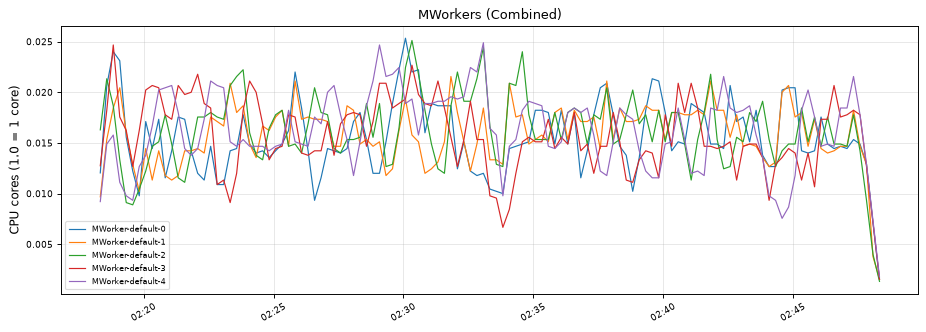 MWorkers (Combined)
CPU cores (1.0 = 1 core)
0.025
0.020
0.015
0.010
0.005
MWorker-default-0
MWorker-default-1
MWorker-default-2
MWorker-default-3
MWorker-default-4
02:20
02:25
02:30
02:35
02:40
02:45